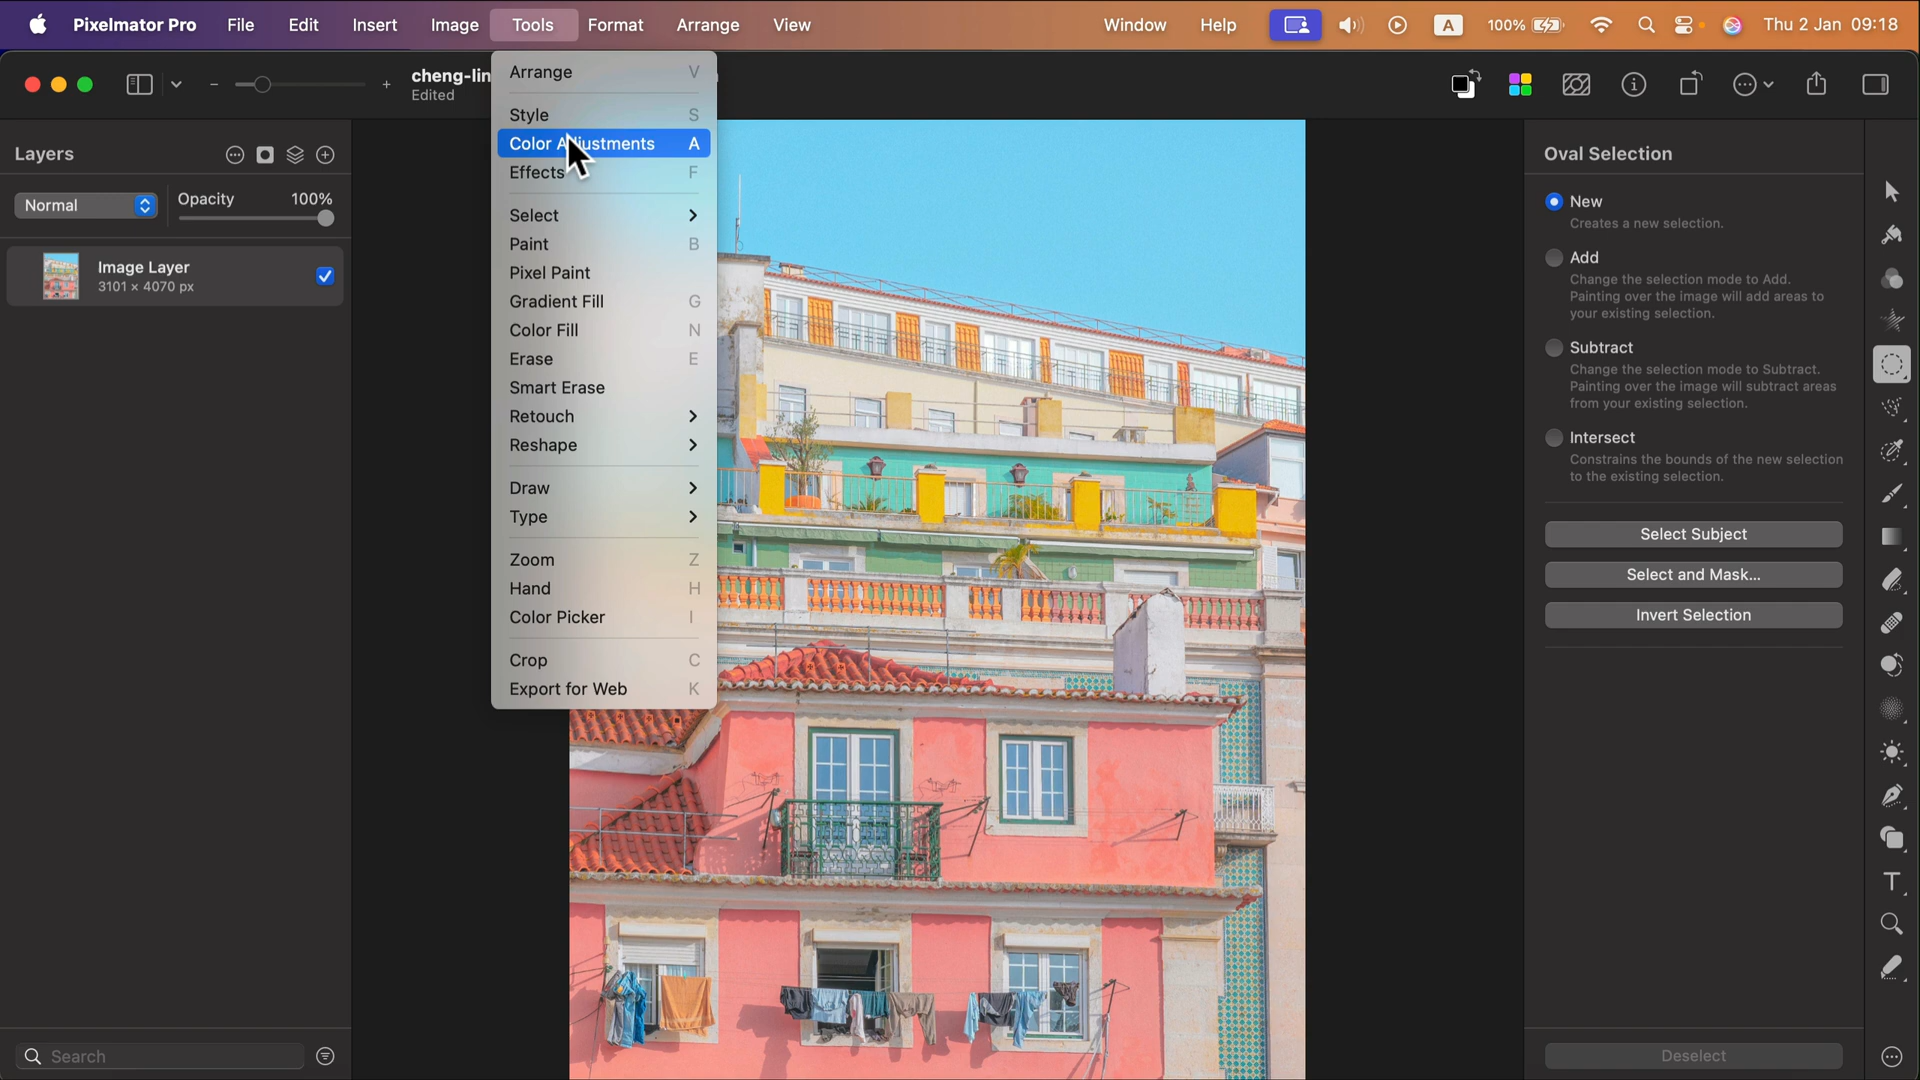 Pixelmator Pro File Edit Insert Image Tools Format Arrange View Window Help A 100% Thu 2 Jan 09:18
cheng-lin
Edited
Layers
Normal Opacity 100%
Image Layer
3101 × 4070 px
Search
Arrange V
Style S
Color Adjustments A
Effects F
Select
Paint B
Pixel Paint
Gradient Fill G
Color Fill N
Erase E
Smart Erase
Retouch
Reshape
Draw
Type
Zoom Z
Hand H
Color Picker I
Crop C
Export for Web K
Oval Selection
New
Creates a new selection.
Add
Change the selection mode to Add.
Painting over the image will add areas to
your existing selection.
Subtract
Change the selection mode to Subtract.
Painting over the image will subtract areas
from your existing selection.
Intersect
Constrains the bounds of the new selection
to the existing selection.
Select Subject
Select and Mask...
Invert Selection
Deselect